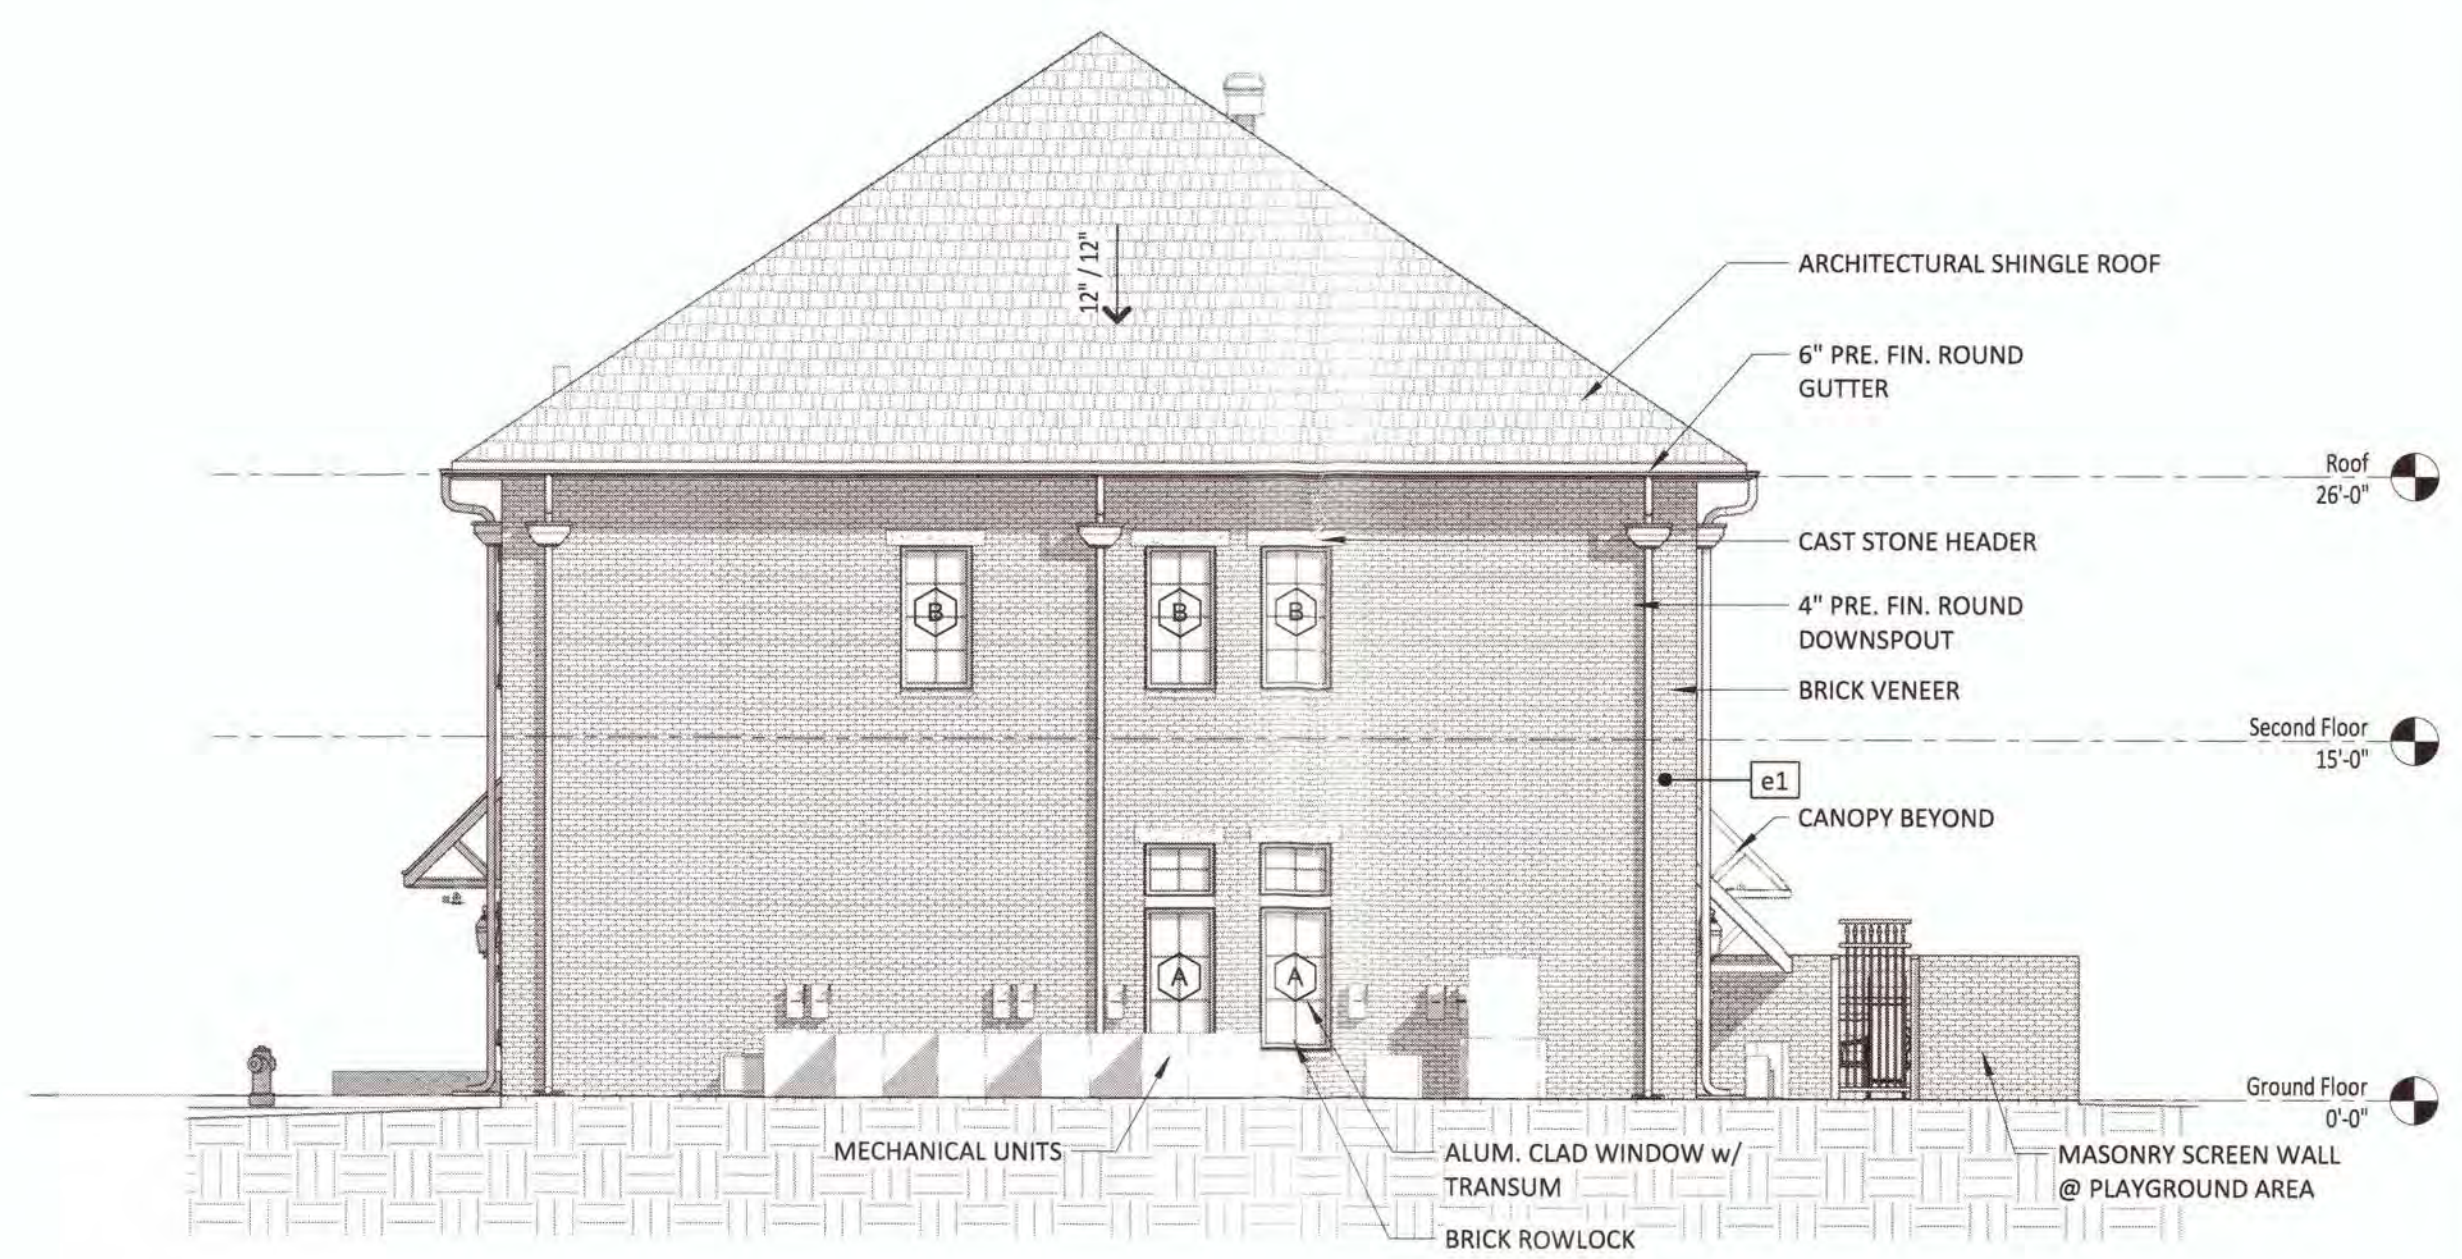 12" / 12"
ARCHITECTURAL SHINGLE ROOF
6" PRE. FIN. ROUND
GUTTER
Roof
26'-0"
CAST STONE HEADER
B
B
B
4" PRE. FIN. ROUND
DOWNSPOUT
BRICK VENEER
Second Floor
15'-0"
e1
CANOPY BEYOND
A
A
Ground Floor
0'-0"
MECHANICAL UNITS
ALUM. CLAD WINDOW w/
TRANSUM
MASONRY SCREEN WALL
@ PLAYGROUND AREA
BRICK ROWLOCK